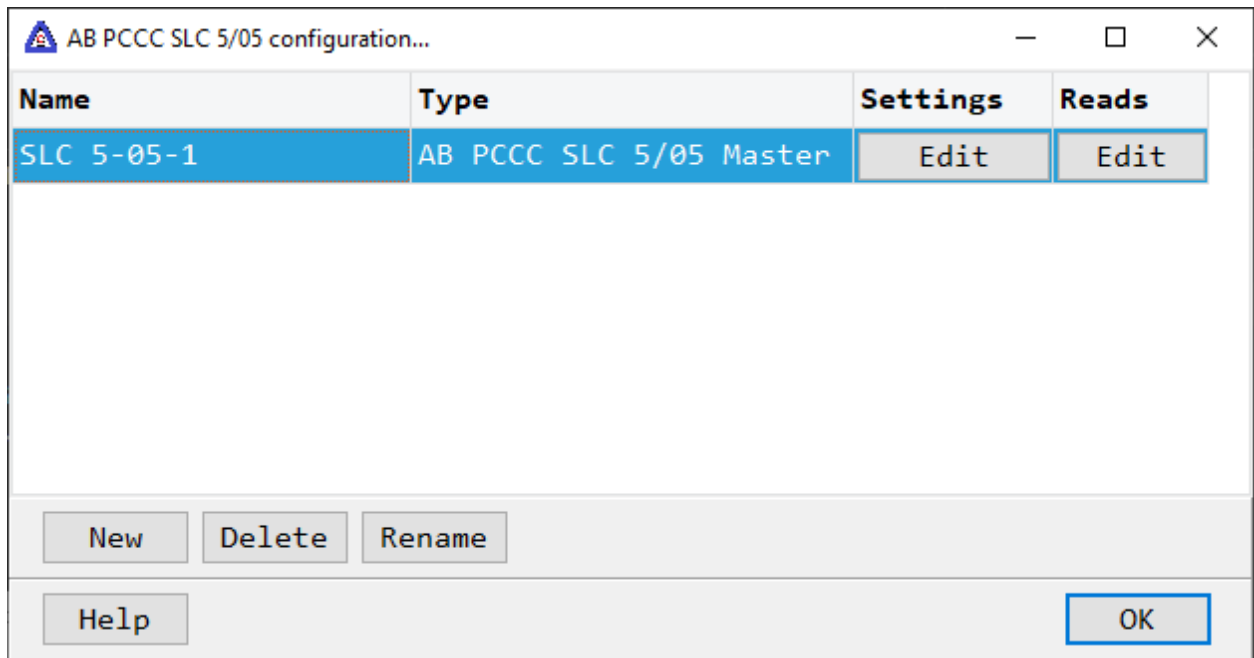 AB PCCC SLC 5/05 configuration...
Name Type Settings Reads
SLC 5-05-1 AB PCCC SLC 5/05 Master Edit Edit
New Delete Rename
Help OK